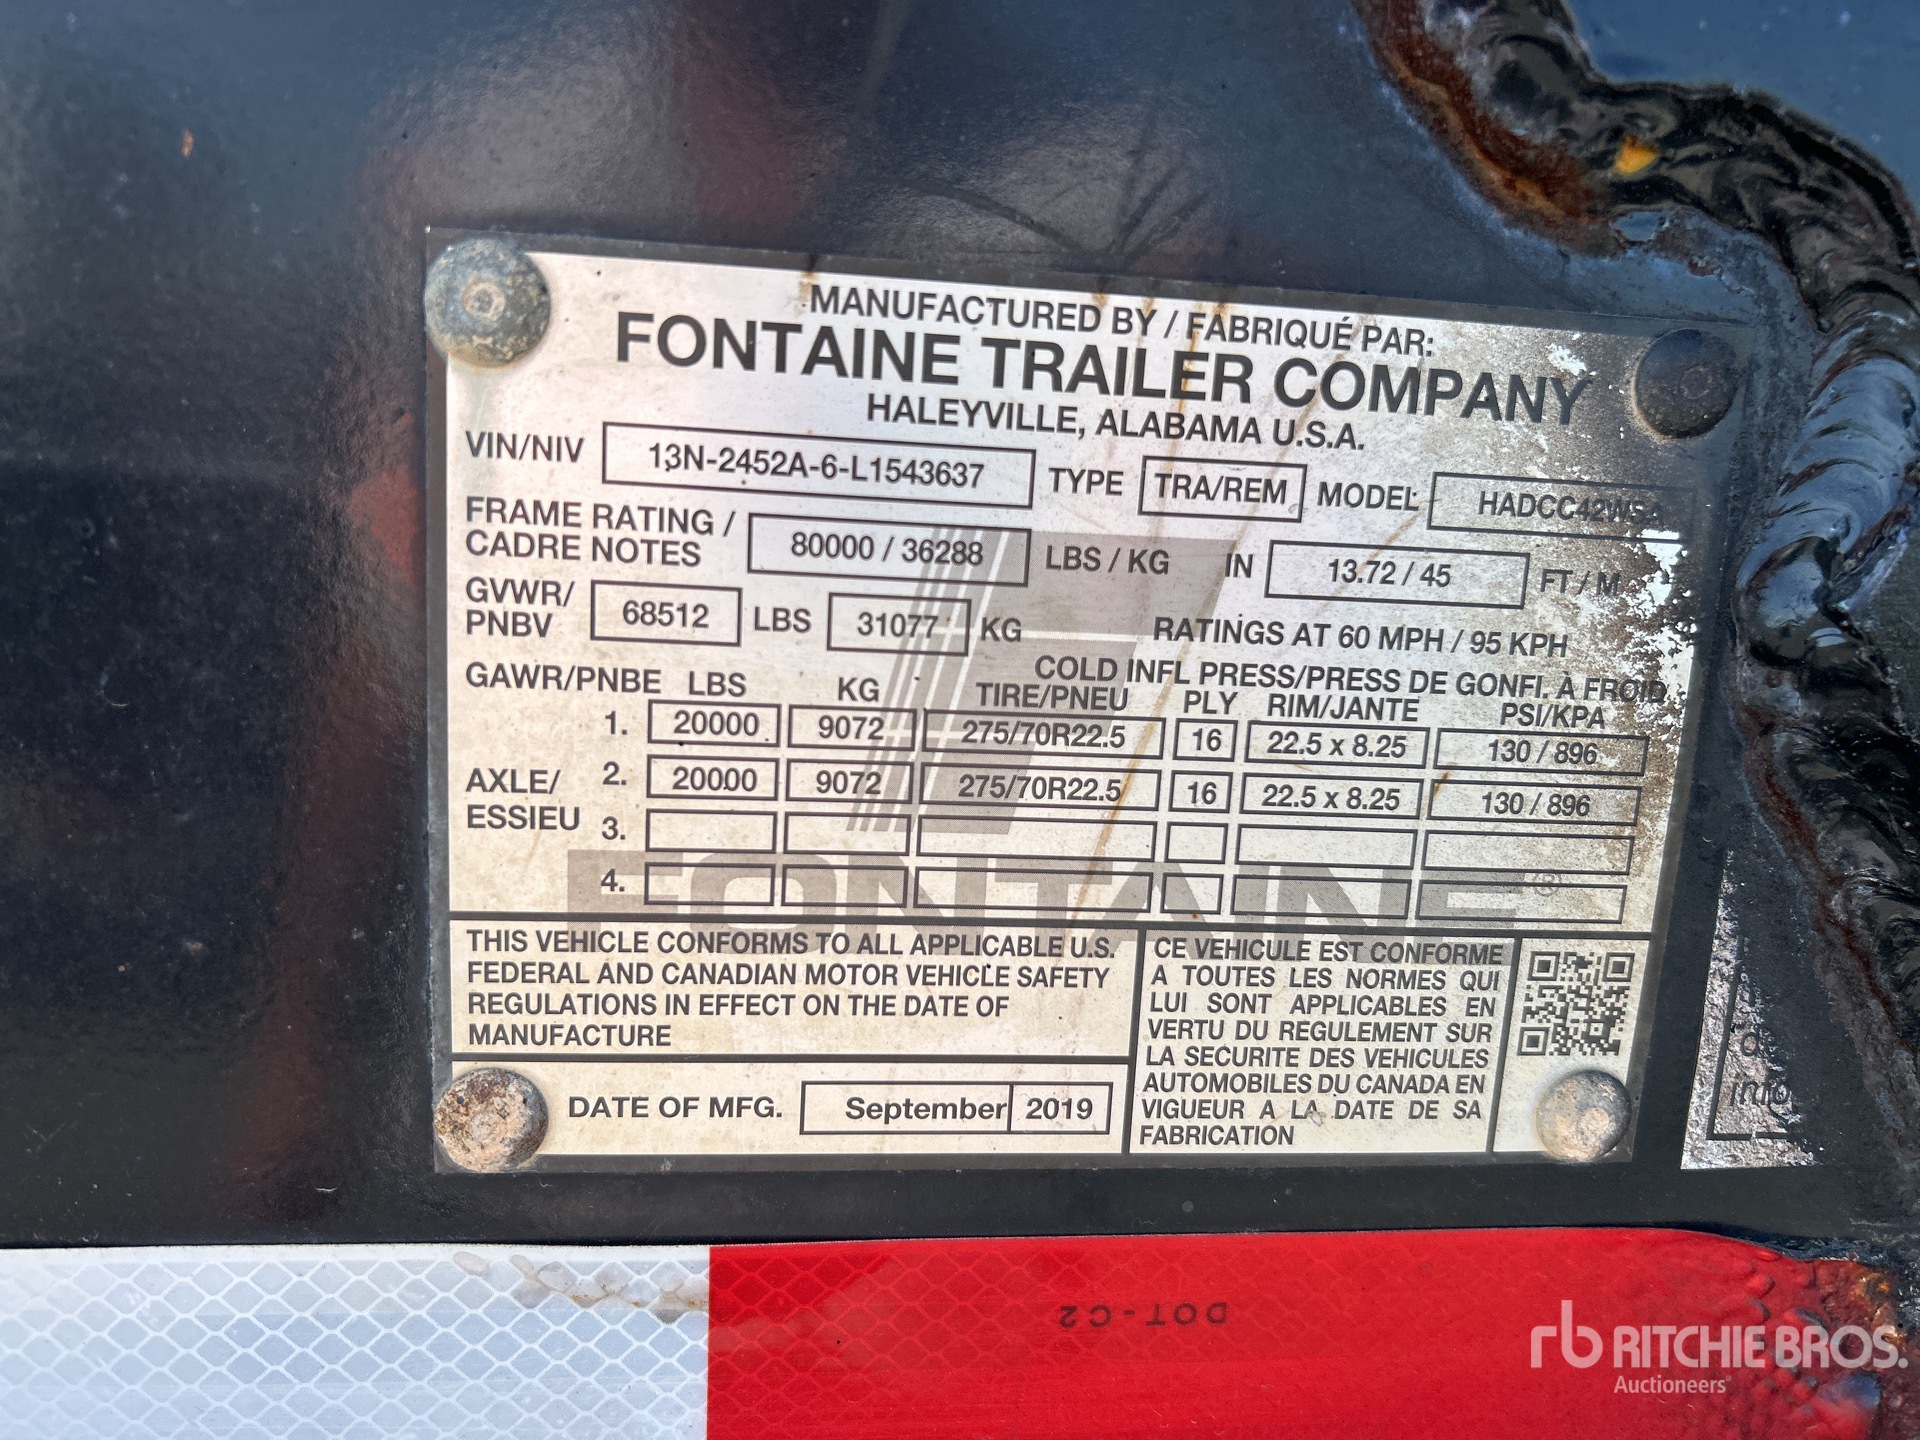 MANUFACTURED BY / FABRIQUÉ PAR:
FONTAINE TRAILER COMPANY
HALEYVILLE, ALABAMA U.S.A.
VIN/NIV 13N-2452A-6-L1543637 TYPE TRA/REM MODEL HADCC42WSA
FRAME RATING / CADRE NOTES 80000 / 36288 LBS / KG IN 13.72 / 45 FT / M
GVWR/ PNBV 68512 LBS 31077 KG RATINGS AT 60 MPH / 95 KPH
COLD INFL PRESS/PRESS DE GONFI. À FROID
GAWR/PNBE LBS KG TIRE/PNEU PLY RIM/JANTE PSI/KPA
1. 20000 9072 275/70R22.5 16 22.5 x 8.25 130 / 896
AXLE/ ESSIEU
2. 20000 9072 275/70R22.5 16 22.5 x 8.25 130 / 896
3.
4.
FONTAINE®
THIS VEHICLE CONFORMS TO ALL APPLICABLE U.S.
FEDERAL AND CANADIAN MOTOR VEHICLE SAFETY
REGULATIONS IN EFFECT ON THE DATE OF
MANUFACTURE
CE VEHICULE EST CONFORME
A TOUTES LES NORMES QUI
LUI SONT APPLICABLES EN
VERTU DU REGULEMENT SUR
LA SECURITE DES VEHICULES
AUTOMOBILES DU CANADA EN
VIGUEUR A LA DATE DE SA
FABRICATION
DATE OF MFG. September 2019
DOT-C2
rb RITCHIE BROS.
Auctioneers